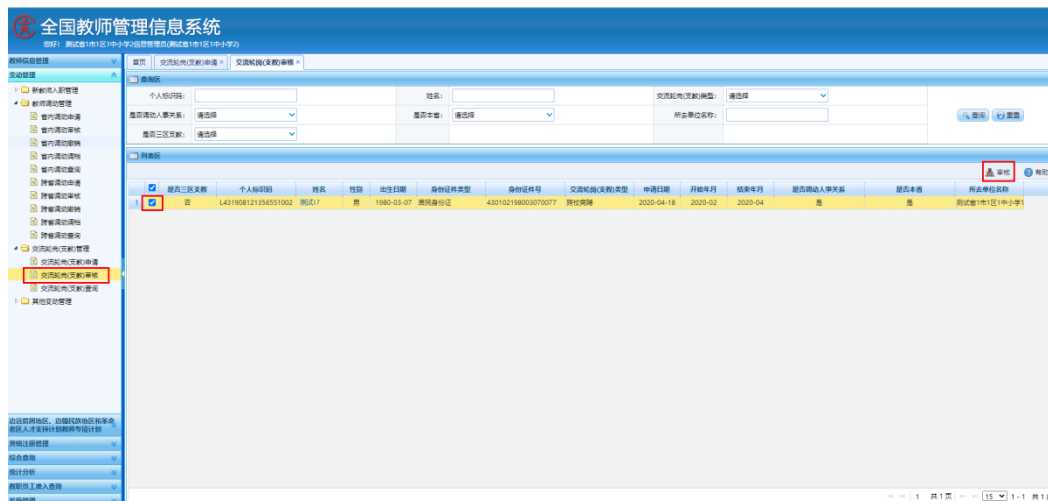 全国教师管理信息系统
您好! 测试省1市1区1中小学2信息管理员(测试省1市1区1中小学2)
教师信息管理
变动管理
新教师入职管理
教师调动管理
省内调动申请
省内调动审核
省内调动撤销
省内调动调档
省内调动查询
跨省调动申请
跨省调动审核
跨省调动撤销
跨省调动调档
跨省调动查询
交流轮岗(支教)管理
交流轮岗(支教)申请
交流轮岗(支教)审核
交流轮岗(支教)查询
其他变动管理
边远贫困地区、边疆民族地区和革命
老区人才支持计划教师专项计划
资格注册管理
综合查询
统计分析
教职员工准入查询
系统管理
首页 交流轮岗(支教)申请 × 交流轮岗(支教)审核 ×
查询区
个人标识码: 姓名: 交流轮岗(支教)类型: 请选择
是否调动人事关系: 请选择 是否本省: 请选择 所去单位名称: 查询 重置
是否三区支教: 请选择
列表区
审核 帮助
是否三区支教 个人标识码 姓名 性别 出生日期 身份证件类型 身份证件号 交流轮岗(支教)类型 申请日期 开始年月 结束年月 是否调动人事关系 是否本省 所去单位名称
1 否 L431908121356551002 测试17 男 1980-03-07 居民身份证 430102198003070077 跨校竞聘 2020-04-18 2020-02 2020-04 是 是 测试省1市1区1中小学1
1 共1页 15 1 - 1 共1